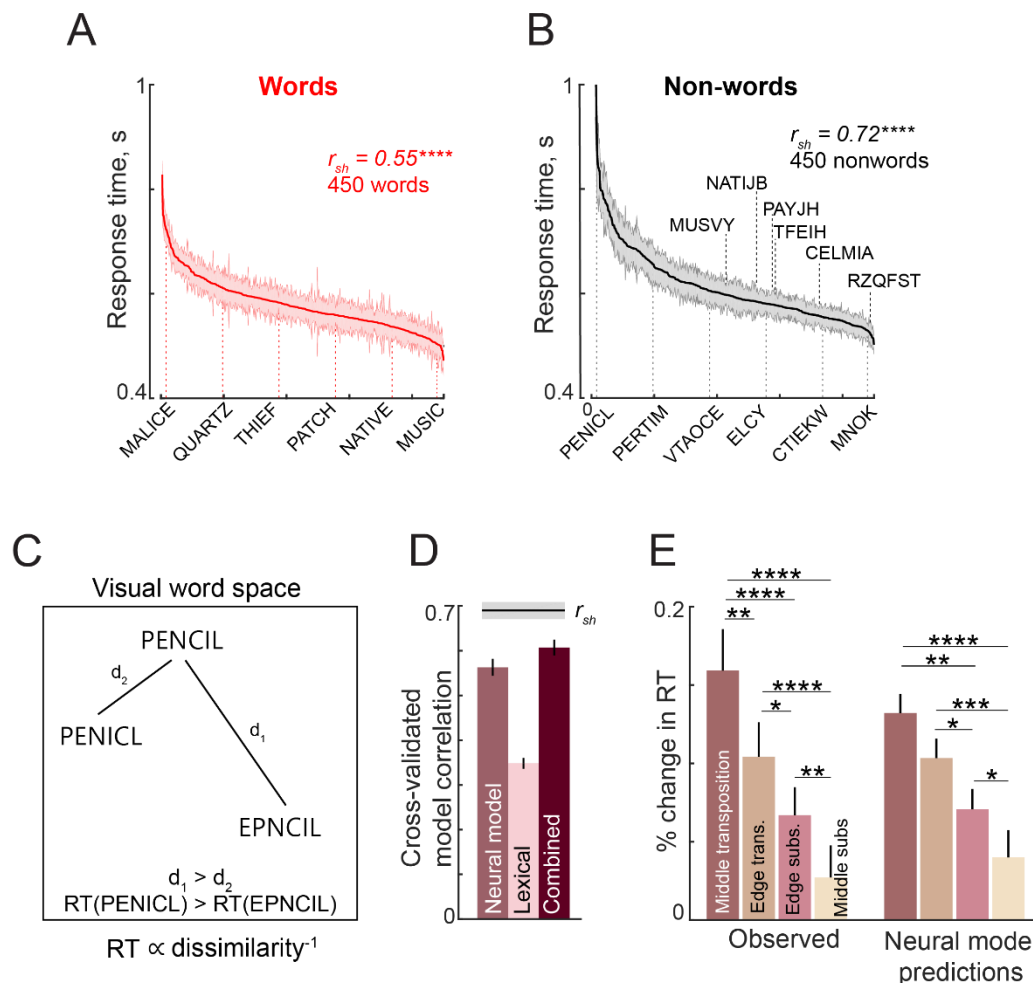 A
Words
1
Response time, s
0.4
r_sh = 0.55****
450 words
MALICE
QUARTZ
THIEF
PATCH
NATIVE
MUSIC
B
Non-words
1
Response time, s
0.4
r_sh = 0.72****
450 nonwords
NATIJB
MUSVY
PAYJH
TFEIH
CELMIA
RZQFST
0
PENICL
PERTIM
VTAOCE
ELCY
CTIEKW
MNOK
C
Visual word space
PENCIL
d₂
PENICL
d₁
EPNCIL
d₁ > d₂
RT(PENICL) > RT(EPNCIL)
RT ∝ dissimilarity⁻¹
D
0.7
r_sh
Cross-validated
model correlation
0
Neural model
Lexical
Combined
E
0.2
% change in RT
0
****
****
**
****
*
**
Middle transposition
Edge trans.
Edge subs.
Middle subs
Observed
****
**
***
*
*
Neural mode
predictions